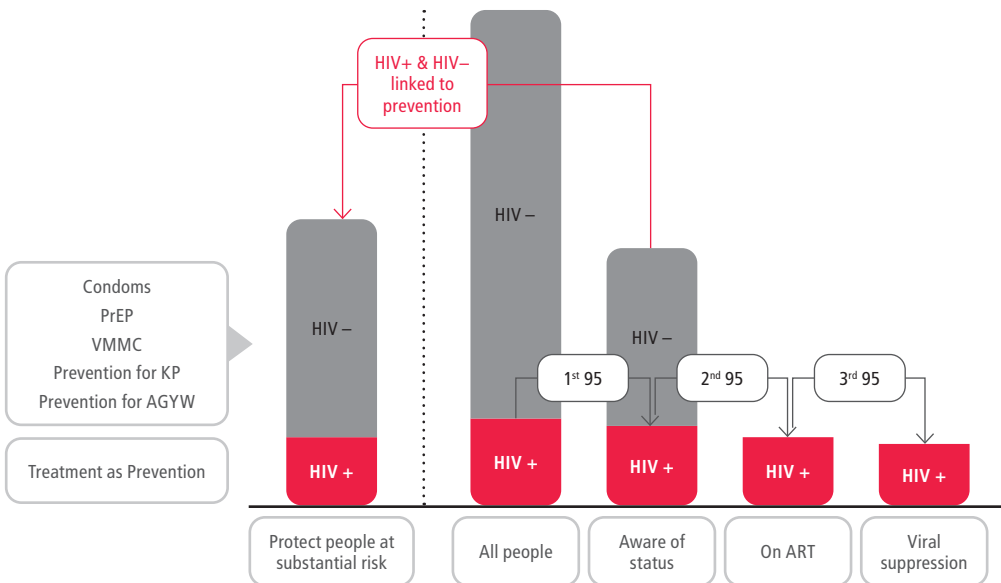 HIV+ & HIV–
linked to
prevention
HIV –
HIV –
HIV –
Condoms
PrEP
VMMC
Prevention for KP
Prevention for AGYW
1st 95
2nd 95
3rd 95
Treatment as Prevention
HIV +
HIV +
HIV +
HIV +
HIV +
Protect people at
substantial risk
All people
Aware of
status
On ART
Viral
suppression